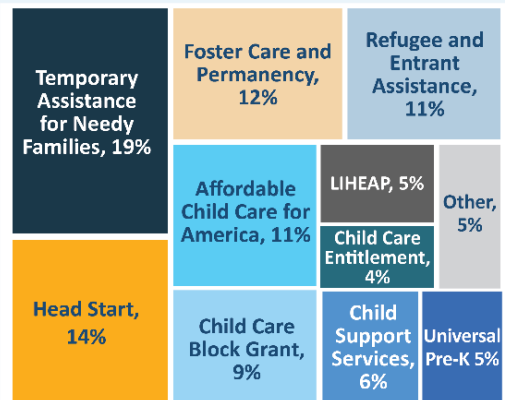 Temporary
Assistance
for Needy
Families, 19%
Foster Care and
Permanency,
12%
Refugee and
Entrant
Assistance,
11%
Affordable
Child Care for
America, 11%
LIHEAP, 5%
Other,
5%
Child Care
Entitlement,
4%
Head Start,
14%
Child Care
Block Grant,
9%
Child
Support
Services,
6%
Universal
Pre-K 5%